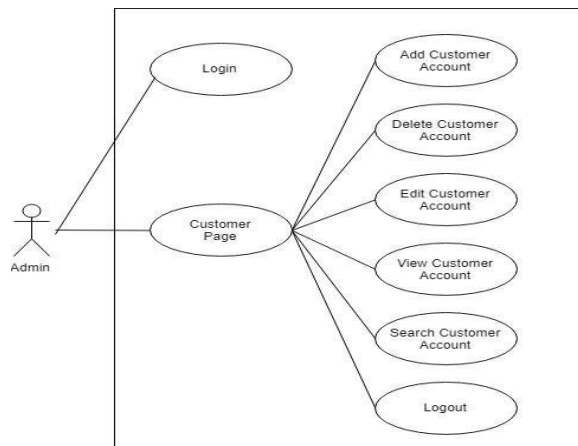 Login
Add Customer
Account
Delete Customer
Account
Edit Customer
Account
Customer
Page
Admin
View Customer
Account
Search Customer
Account
Logout